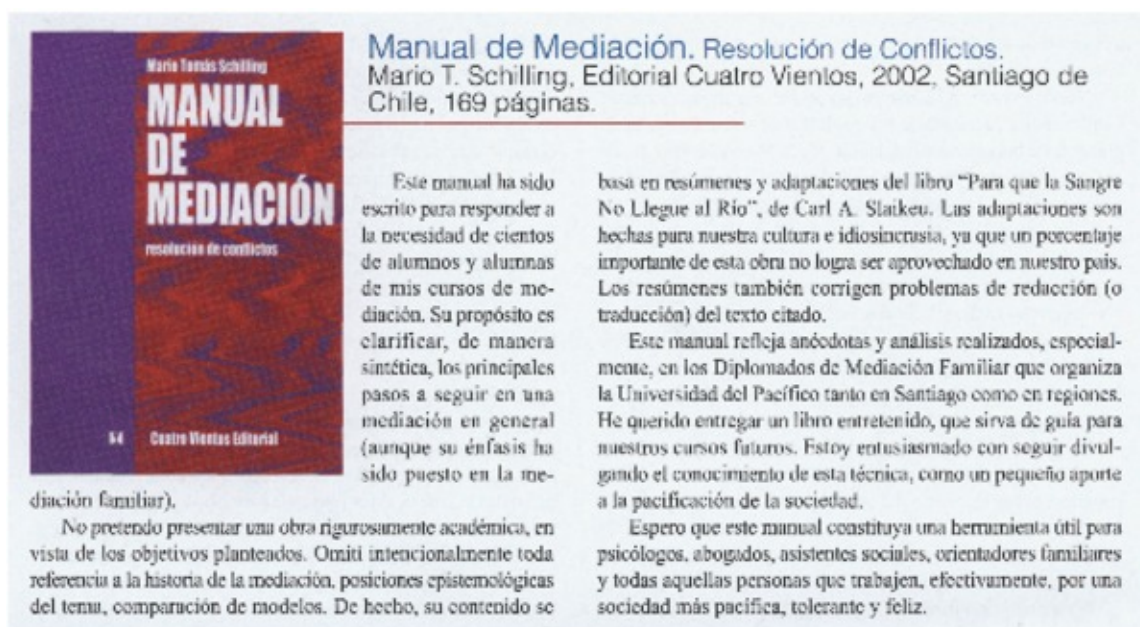 Mario Tomás Schilling
MANUAL
DE
MEDIACIÓN
resolución de conflictos
Cuatro Vientos Editorial
Manual de Mediación. Resolución de Conflictos.
Mario T. Schilling, Editorial Cuatro Vientos, 2002, Santiago de
Chile, 169 páginas.
Este manual ha sido
escrito para responder a
la necesidad de cientos
de alumnos y alumnas
de mis cursos de me-
diación. Su propósito es
clarificar, de manera
sintética, los principales
pasos a seguir en una
mediación en general
(aunque su énfasis ha
sido puesto en la me-
diación familiar).
No pretendo presentar una obra rigurosamente académica, en
vista de los objetivos planteados. Omití intencionalmente toda
referencia a la historia de la mediación, posiciones epistemológicas
del tema, comparación de modelos. De hecho, su contenido se
basa en resúmenes y adaptaciones del libro “Para que la Sangre
No Llegue al Río”, de Carl A. Slaikeu. Las adaptaciones son
hechas para nuestra cultura e idiosincrasia, ya que un porcentaje
importante de esta obra no logra ser aprovechado en nuestro país.
Los resúmenes también corrigen problemas de redacción (o
traducción) del texto citado.
Este manual refleja anécdotas y análisis realizados, especial-
mente, en los Diplomados de Mediación Familiar que organiza
la Universidad del Pacífico tanto en Santiago como en regiones.
He querido entregar un libro entretenido, que sirva de guía para
nuestros cursos futuros. Estoy entusiasmado con seguir divul-
gando el conocimiento de esta técnica, como un pequeño aporte
a la pacificación de la sociedad.
Espero que este manual constituya una herramienta útil para
psicólogos, abogados, asistentes sociales, orientadores familiares
y todas aquellas personas que trabajen, efectivamente, por una
sociedad más pacífica, tolerante y feliz.